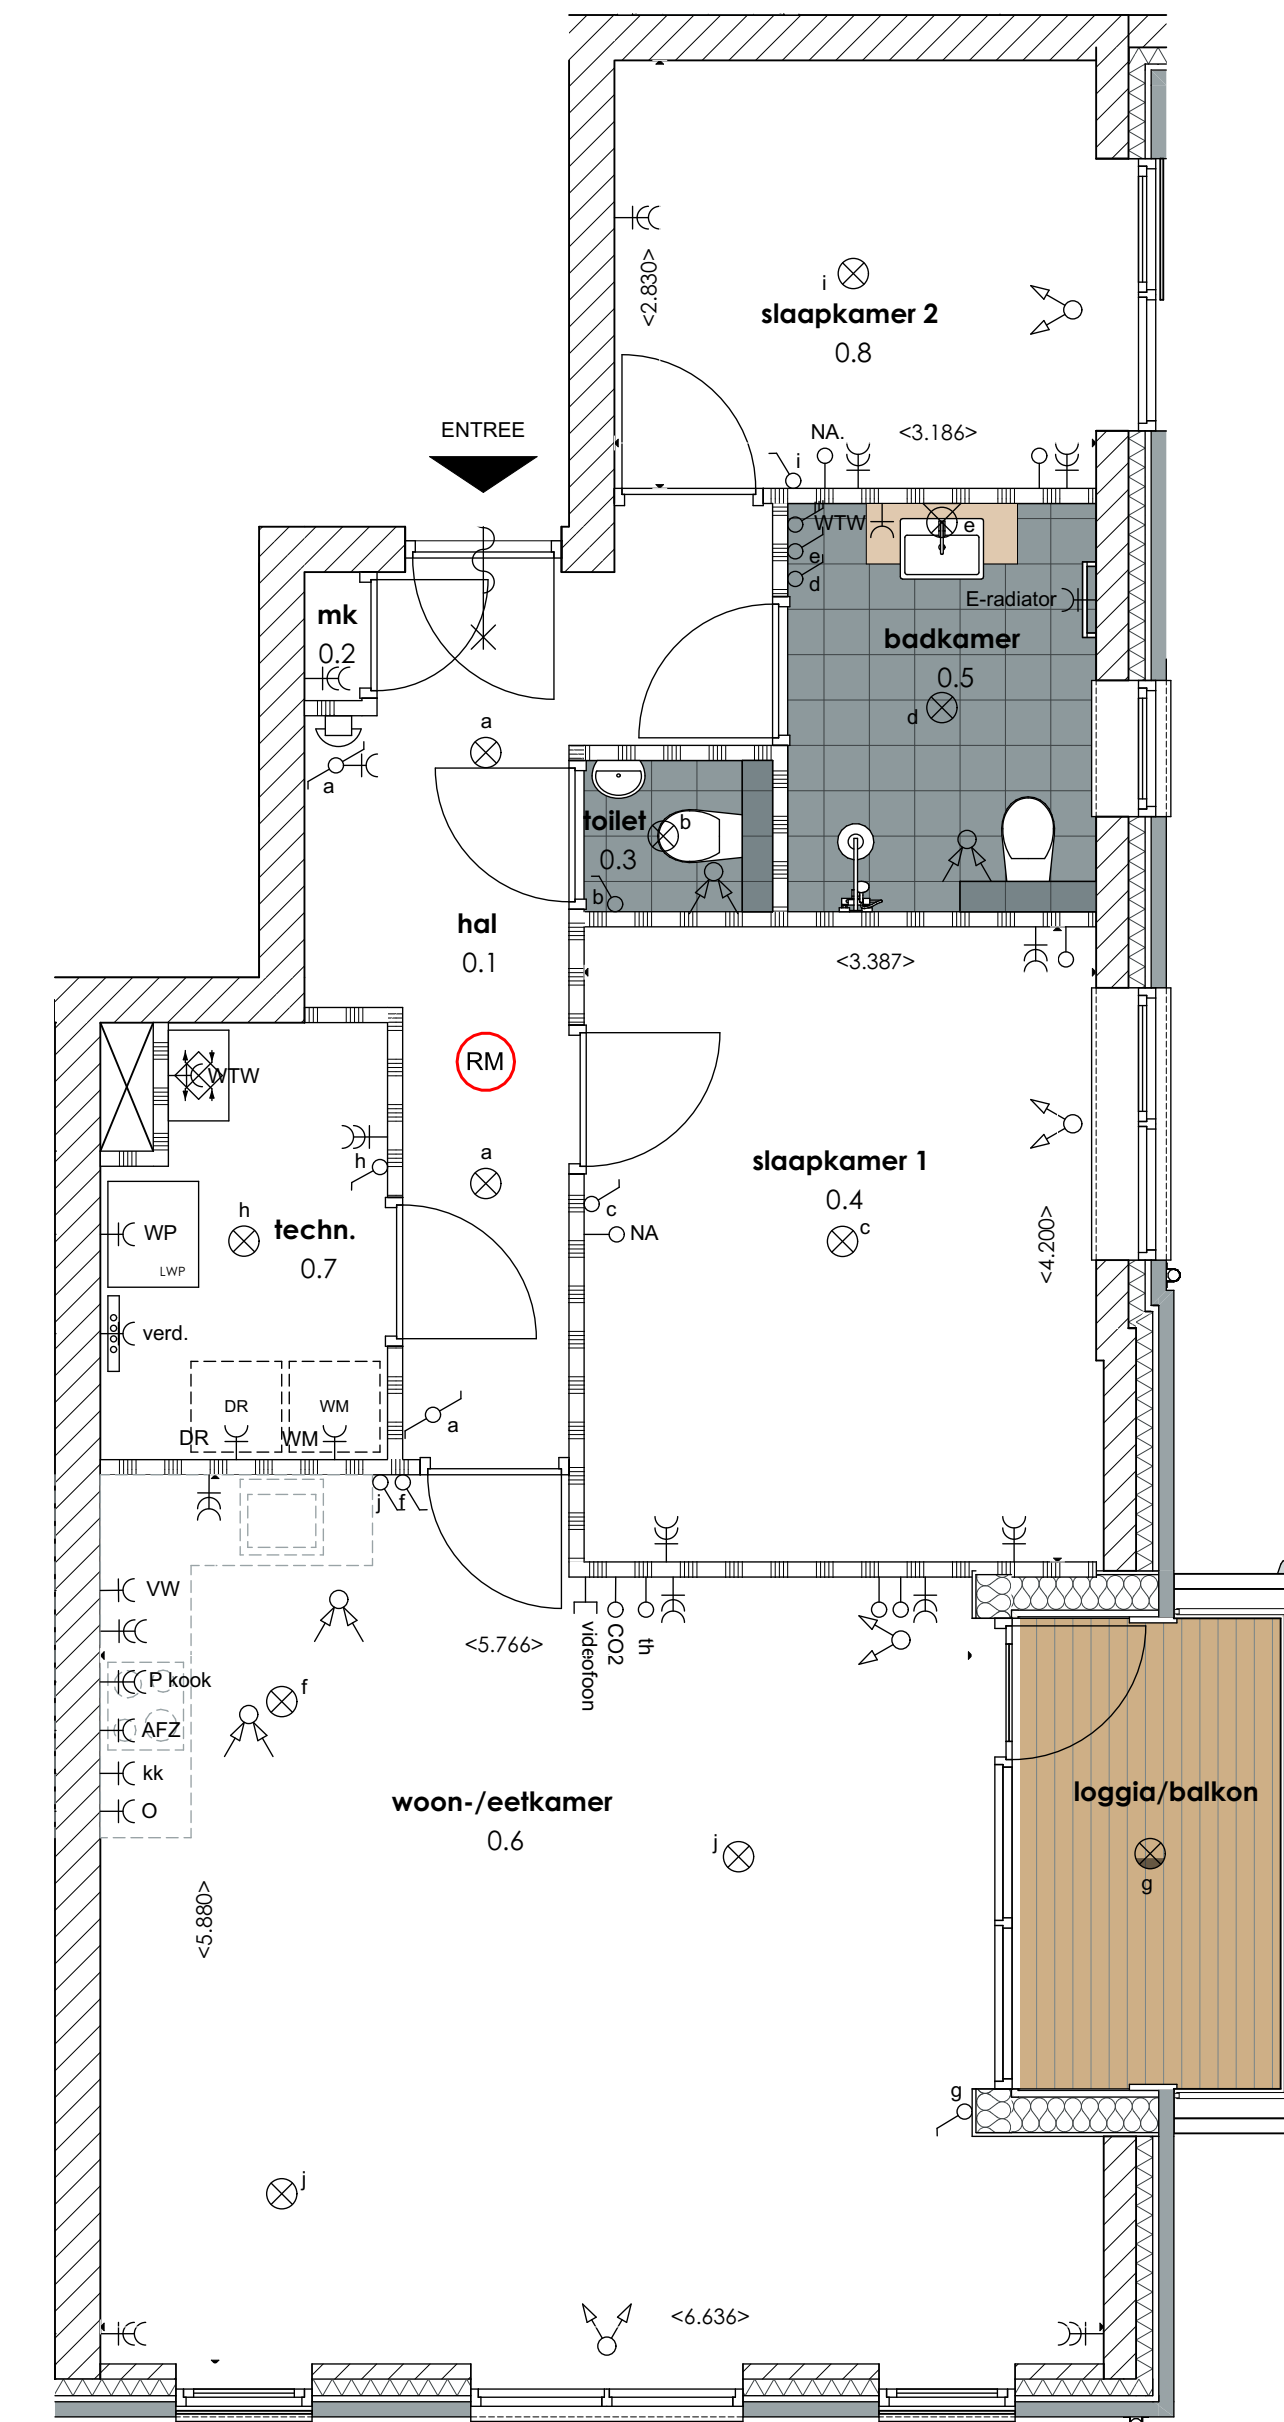 <2.830>
i
slaapkamer 2
0.8
ENTREE
NA.
<3.186>
i
WTW
e
e
d
E-radiator
mk
0.2
badkamer
0.5
d
a
a
toilet
b
0.3
b
hal
0.1
<3.387>
RM
WTW
a
h
slaapkamer 1
0.4
c
c
NA
<4.200>
WP
LWP
h
techn.
0.7
verd.
DR
WM
DR
WM
a
j
f
VW
<5.766>
videofoon
CO2
th
P kook
f
AFZ
kk
O
woon-/eetkamer
0.6
loggia/balkon
j
g
<5.880>
g
j
<6.636>